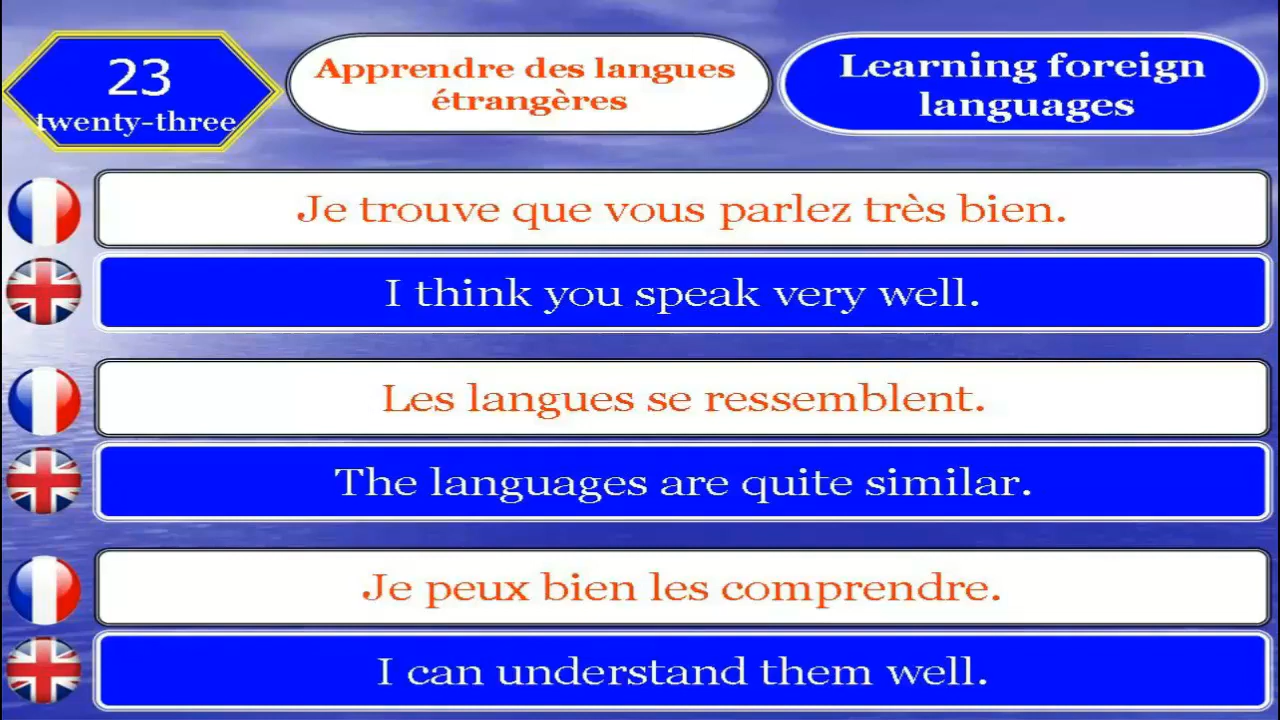 23
twenty-three
Apprendre des langues
étrangères
Learning foreign
languages
Je trouve que vous parlez très bien.
I think you speak very well.
Les langues se ressemblent.
The languages are quite similar.
Je peux bien les comprendre.
I can understand them well.